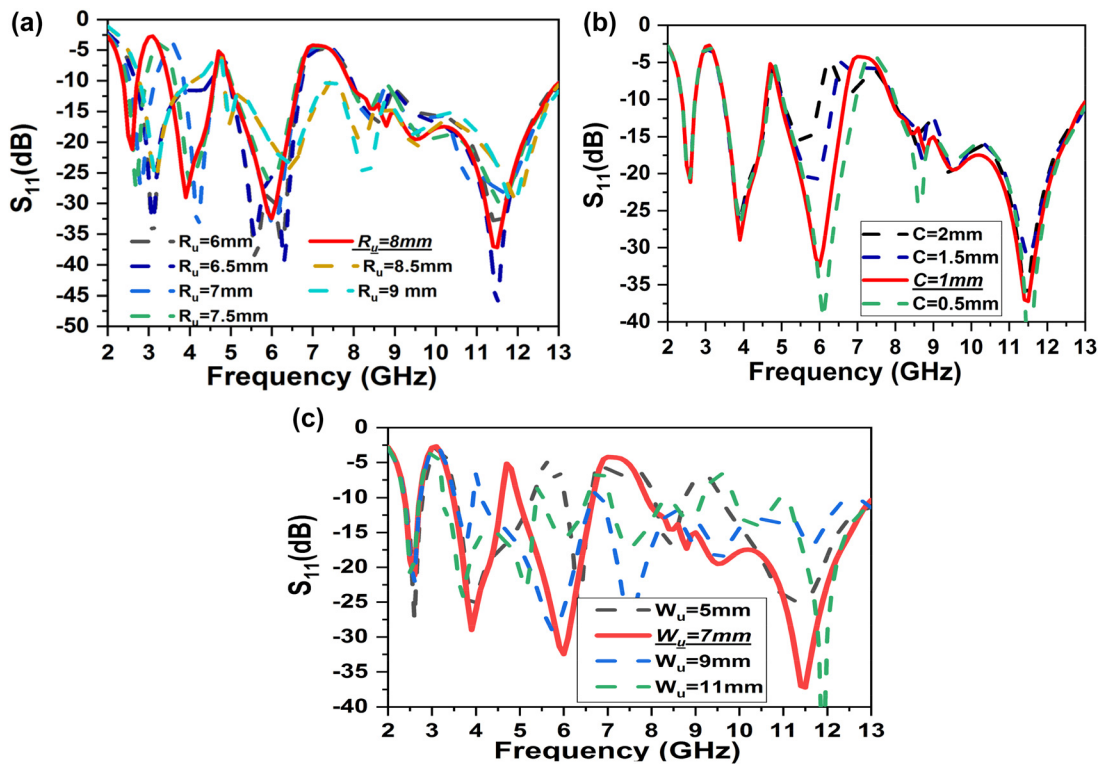 (a)
0
-5
-10
-15
-20
-25
-30
-35
-40
-45
-50
S11(dB)
Ru=6mm
Ru=6.5mm
Ru=7mm
Ru=7.5mm
Ru=8mm
Ru=8.5mm
Ru=9 mm
2 3 4 5 6 7 8 9 10 11 12 13
Frequency (GHz)
(b)
0
-5
-10
-15
-20
-25
-30
-35
-40
S11(dB)
C=2mm
C=1.5mm
C=1mm
C=0.5mm
2 3 4 5 6 7 8 9 10 11 12 13
Frequency (GHz)
(c)
0
-5
-10
-15
-20
-25
-30
-35
-40
S11(dB)
Wu=5mm
Wu=7mm
Wu=9mm
Wu=11mm
2 3 4 5 6 7 8 9 10 11 12 13
Frequency (GHz)